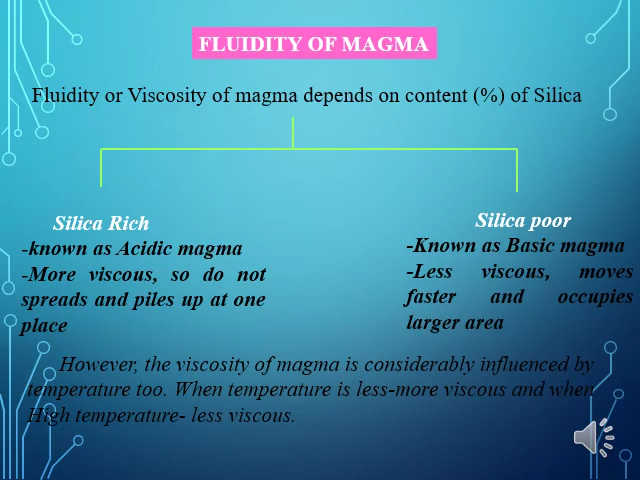 FLUIDITY OF MAGMA
Fluidity or Viscosity of magma depends on content (%) of Silica
Silica Rich
-known as Acidic magma
-More viscous, so do not
spreads and piles up at one
place
Silica poor
-Known as Basic magma
-Less viscous, moves
faster and occupies
larger area
However, the viscosity of magma is considerably influenced by
temperature too. When temperature is less-more viscous and when
High temperature- less viscous.